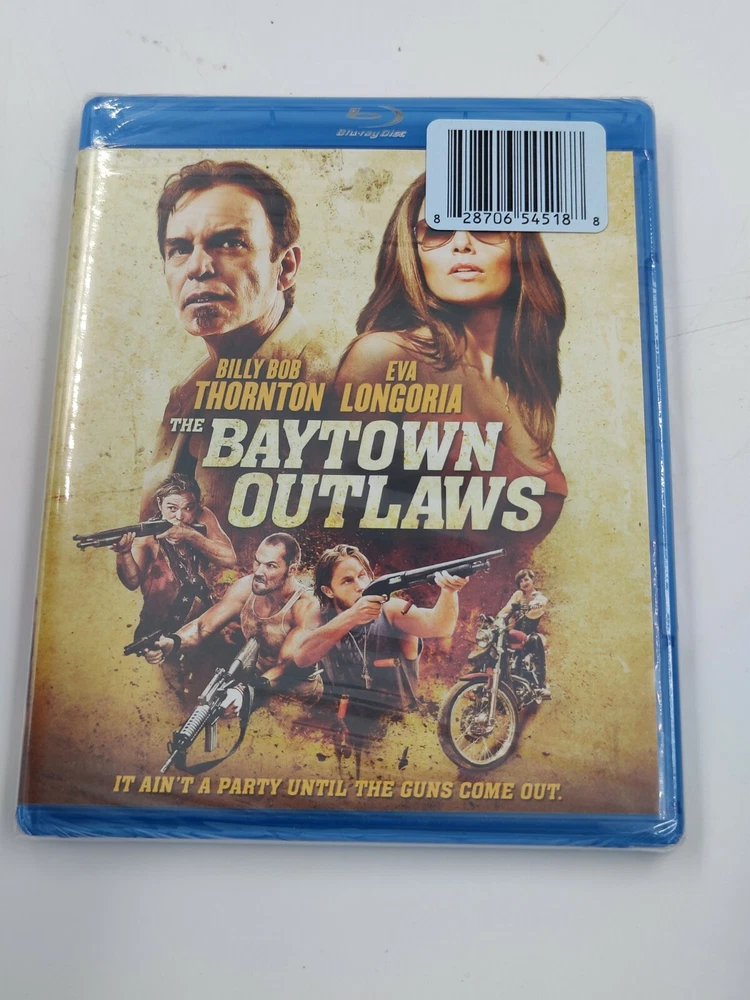 Blu-ray Disc
8 28706 54518 8
BILLY BOB THORNTON
EVA LONGORIA
THE BAYTOWN
OUTLAWS
IT AIN'T A PARTY UNTIL THE GUNS COME OUT.